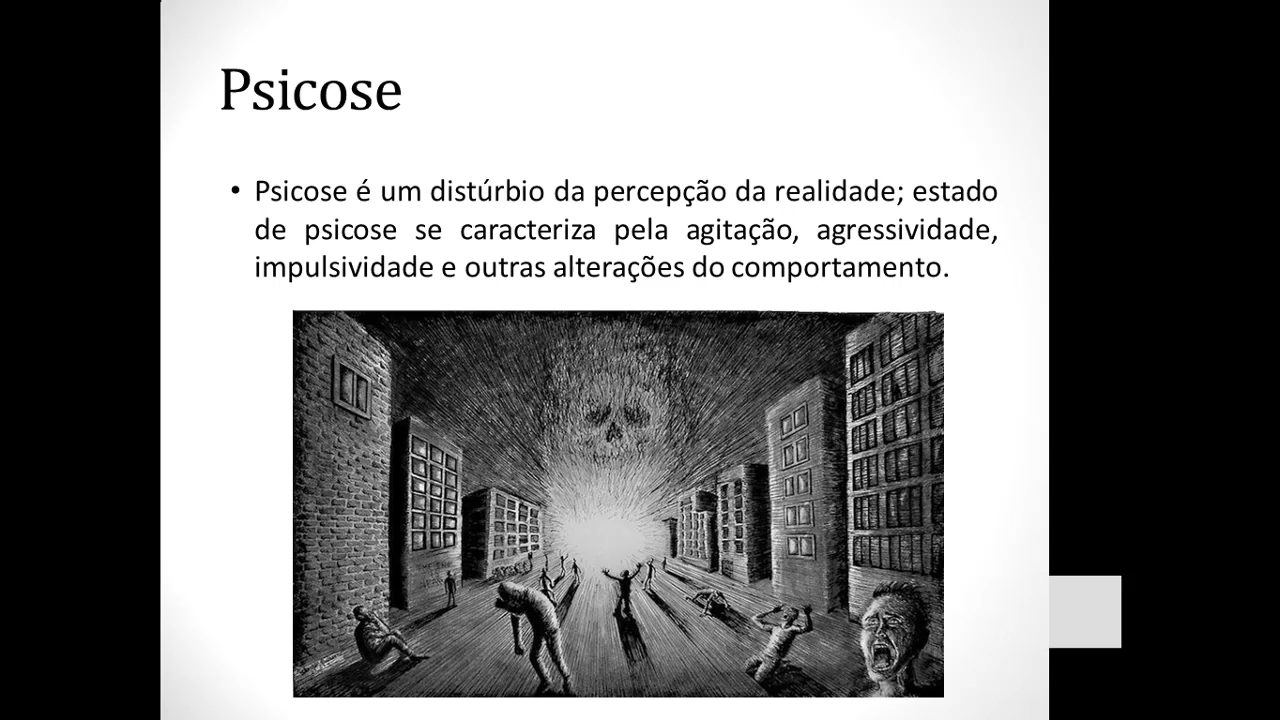 Psicose
• Psicose é um distúrbio da percepção da realidade; estado
de psicose se caracteriza pela agitação, agressividade,
impulsividade e outras alterações do comportamento.